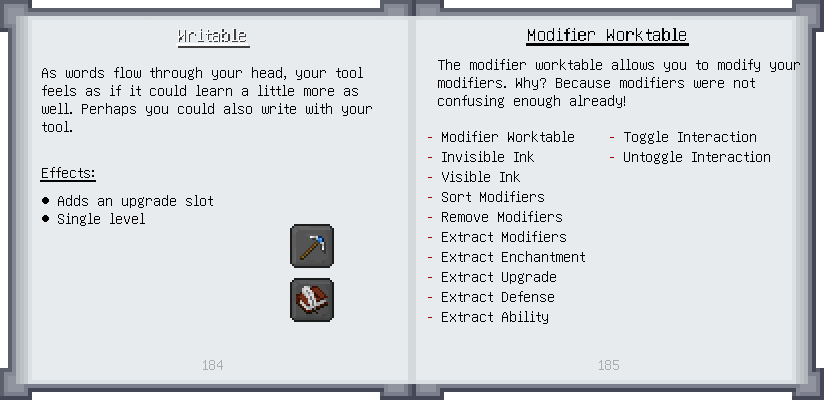 Writable
As words flow through your head, your tool
feels as if it could learn a little more as
well. Perhaps you could also write with your
tool.
Effects:
● Adds an upgrade slot
● Single level
184
Modifier Worktable
The modifier worktable allows you to modify your
modifiers. Why? Because modifiers were not
confusing enough already!
- Modifier Worktable
- Invisible Ink
- Visible Ink
- Sort Modifiers
- Remove Modifiers
- Extract Modifiers
- Extract Enchantment
- Extract Upgrade
- Extract Defense
- Extract Ability
- Toggle Interaction
- Untoggle Interaction
185